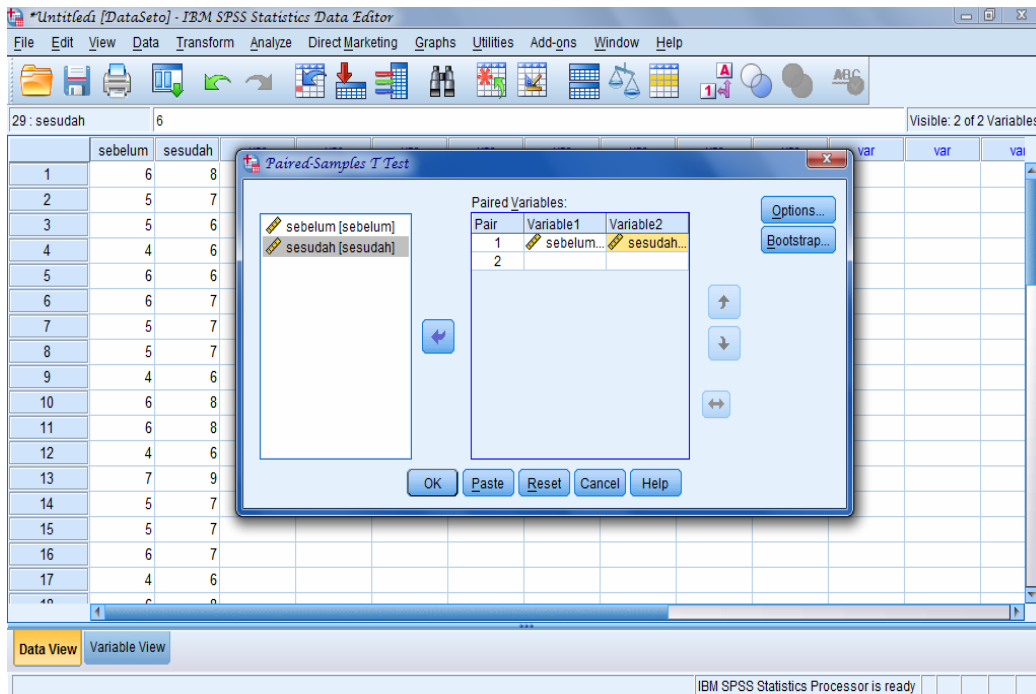 *Untitled1 [DataSet0] - IBM SPSS Statistics Data Editor
File Edit View Data Transform Analyze Direct Marketing Graphs Utilities Add-ons Window Help
A
1
ABC
29 : sesudah 6 Visible: 2 of 2 Variables
sebelum sesudah var var var
1 6 8
2 5 7
3 5 6
4 4 6
5 6 6
6 6 7
7 5 7
8 5 7
9 4 6
10 6 8
11 6 8
12 4 6
13 7 9
14 5 7
15 5 7
16 6 7
17 4 6
Paired-Samples T Test
sebelum [sebelum]
sesudah [sesudah]
Paired Variables:
Pair Variable1 Variable2
1 sebelum... sesudah...
2
Options...
Bootstrap...
OK Paste Reset Cancel Help
Data View Variable View
IBM SPSS Statistics Processor is ready